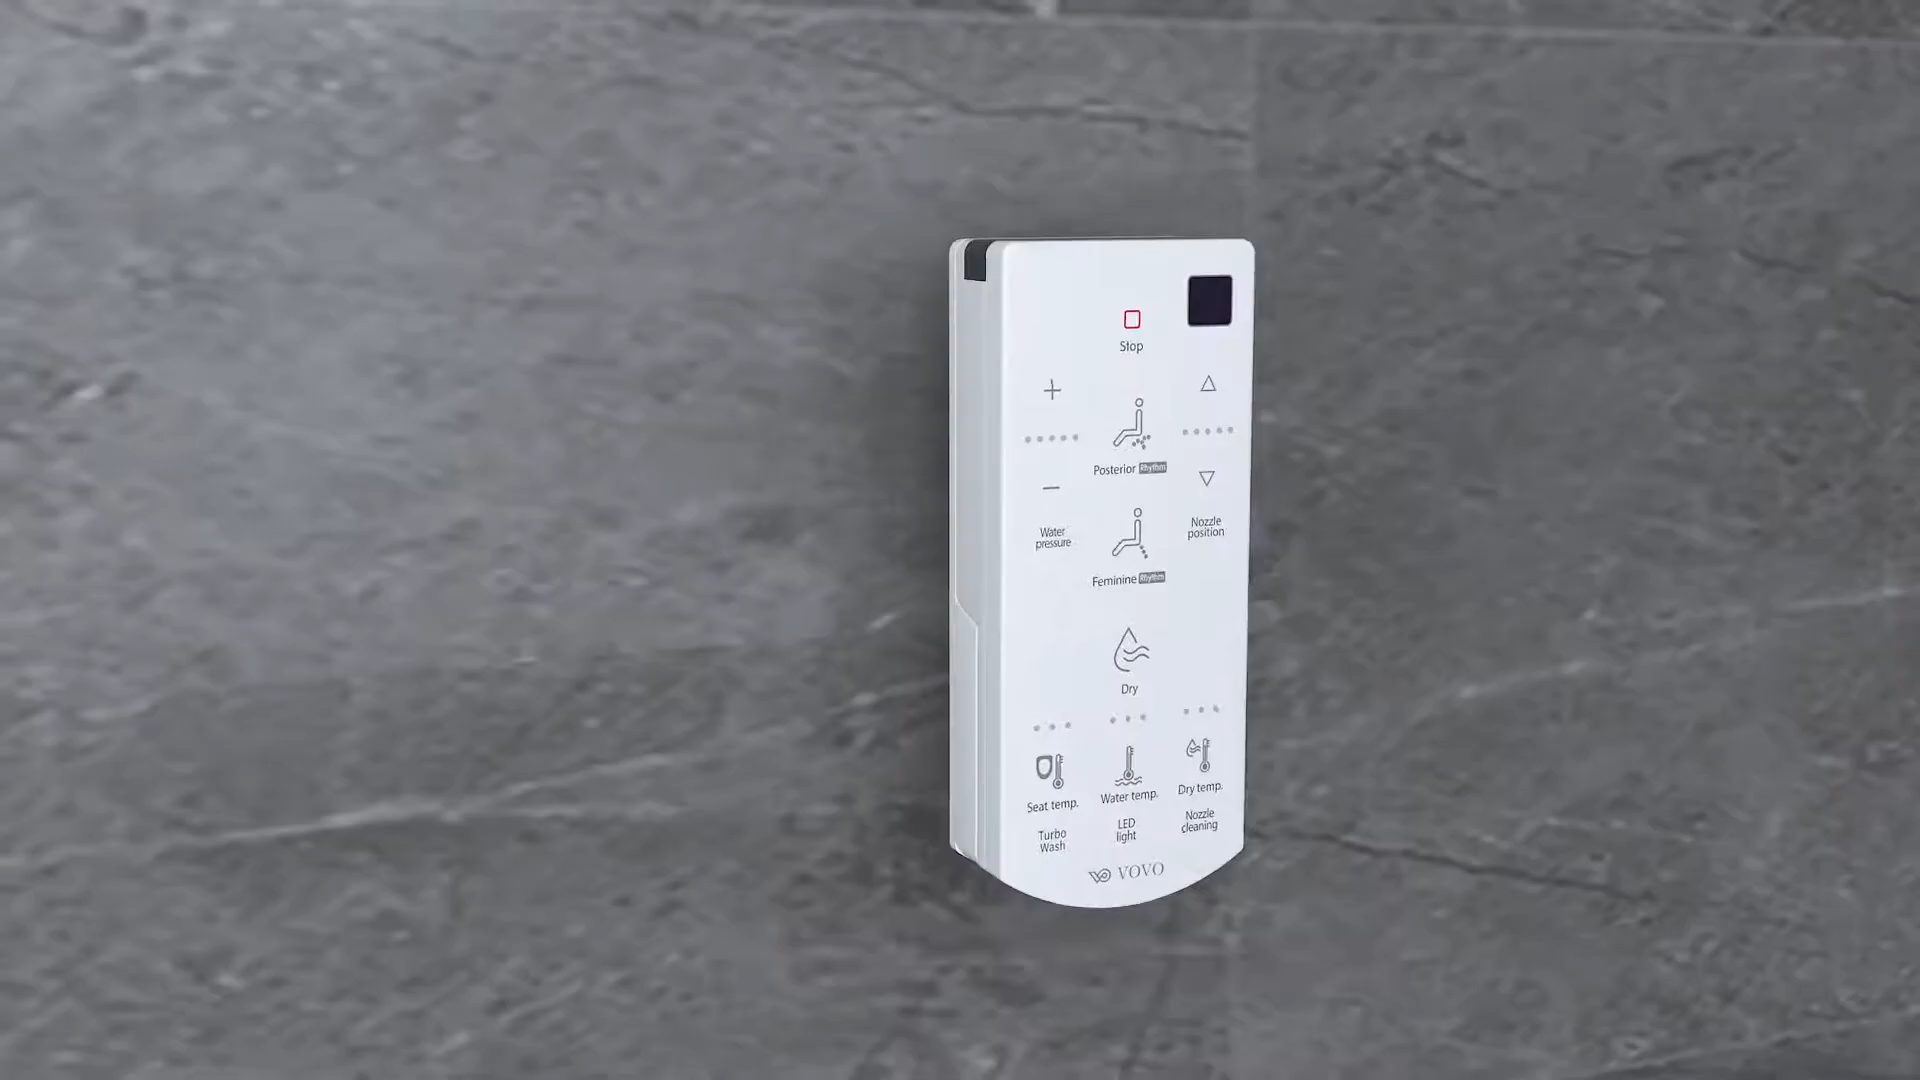 Stop
Posterior Rhythm
Water
pressure
Nozzle
position
Feminine Rhythm
Dry
Seat temp.
Water temp.
Dry temp.
Turbo
Wash
LED
light
Nozzle
cleaning
VOVO